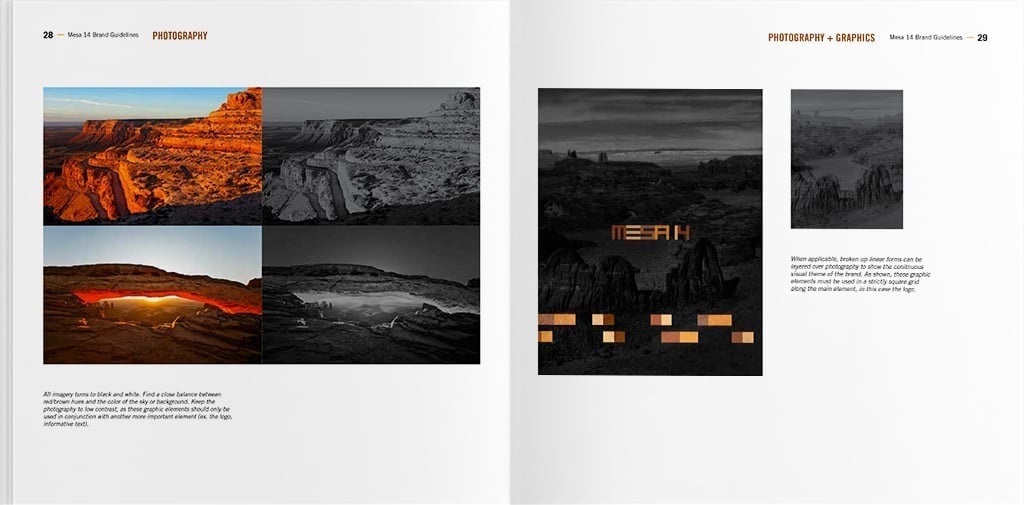 28 — Mesa 14 Brand Guidelines PHOTOGRAPHY
All imagery turns to black and white. Find a close balance between
red/brown hues and the color of the sky or background. Keep the
photography to low contrast, as these graphic elements should only be
used in conjunction with another more important element (ex. the logo,
informative text).
PHOTOGRAPHY + GRAPHICS Mesa 14 Brand Guidelines — 29
MESA 14
When applicable, broken up linear forms can be
layered over photography to show the conitnuous
visual theme of the brand. As shown, these graphic
elements must be used in a strictly square grid
along the main element, in this case the logo.